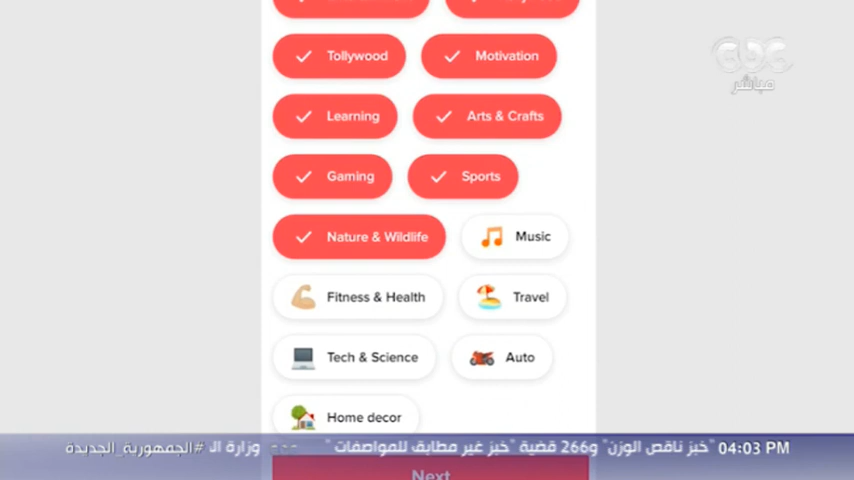 Tollywood
Motivation
CBC
مباشر
Learning
Arts & Crafts
Gaming
Sports
Nature & Wildlife
Music
Fitness & Health
Travel
Tech & Science
Auto
Home decor
04:03 PM "خبز ناقص الوزن" و266 قضية "خبز غير مطابق للمواصفات" وزارة الـ #الجمهورية_الجديدة
Next